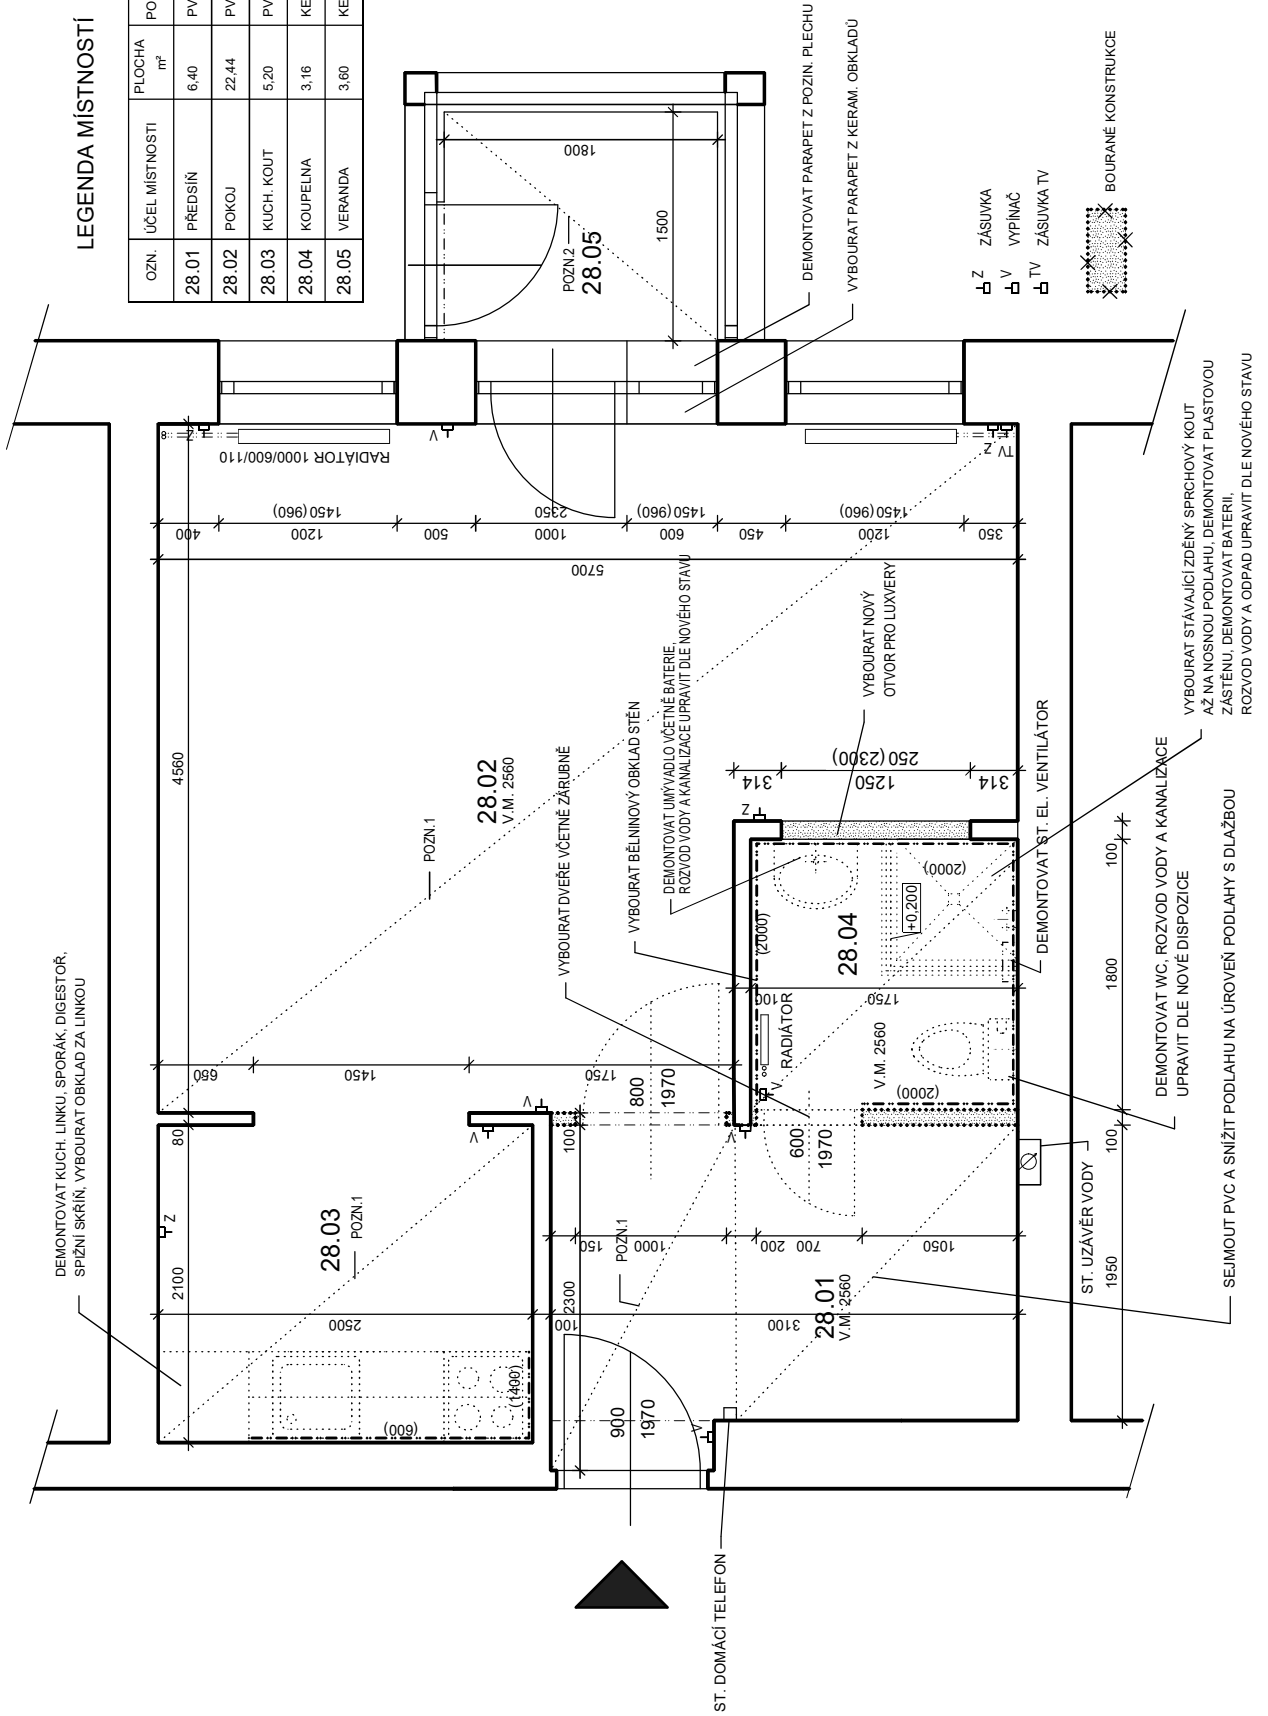 LEGENDA MÍSTNOSTÍ
OZN.
ÚČEL MÍSTNOSTI
PLOCHA
m²
PO
28.01 PŘEDSÍŇ 6,40 PV
28.02 POKOJ 22,44 PV
28.03 KUCH. KOUT 5,20 PV
28.04 KOUPELNA 3,16 KE
28.05 VERANDA 3,60 KE
DEMONTOVAT PARAPET Z POZIN. PLECHU
VYBOURAT PARAPET Z KERAM. OBKLADŮ
Z ZÁSUVKA
V VYPÍNAČ
TV ZÁSUVKA TV
BOURANÉ KONSTRUKCE
1800
1500
POZN.2
28.05
RADIÁTOR 1000/600/110
Z
V
TV
Z
400
1200
1450 (960)
500
1000
2350
600
1450 (960)
450
1200
1450 (960)
350
5700
4560
28.02
V.M. 2560
POZN.1
VYBOURAT DVEŘE VČETNĚ ZÁRUBNĚ
VYBOURAT BĚLNINOVÝ OBKLAD STĚN
DEMONTOVAT UMÝVADLO VČETNĚ BATERIE,
ROZVOD VODY A KANALIZACE UPRAVIT DLE NOVÉHO STAVU
VYBOURAT NOVÝ
OTVOR PRO LUXVERY
314
1250
250 (2300)
314
Z
VYBOURAT STÁVAJÍCÍ ZDĚNÝ SPRCHOVÝ KOUT
AŽ NA NOSNOU PODLAHU, DEMONTOVAT PLASTOVOU
ZÁSTĚNU, DEMONTOVAT BATERII,
ROZVOD VODY A ODPAD UPRAVIT DLE NOVÉHO STAVU
DEMONTOVAT ST. EL. VENTILÁTOR
DEMONTOVAT WC, ROZVOD VODY A KANALIZACE
UPRAVIT DLE NOVÉ DISPOZICE
SEJMOUT PVC A SNÍŽIT PODLAHU NA ÚROVEŇ PODLAHY S DLAŽBOU
28.04
+0,200
(2000)
(2000)
(2000)
V.M. 2560
RADIÁTOR
V
100
1750
100
1800
100
1950
650
1450
1750
800
1970
600
1970
V
V
V
80
100
DEMONTOVAT KUCH. LINKU, SPORÁK, DIGESTOŘ,
SPIŽNÍ SKŘÍŇ, VYBOURAT OBKLAD ZA LINKOU
Z
28.03
POZN.1
2100
2500
100
3100
(600)
(1400)
2300
150
1000
200
700
1050
POZN.1
28.01
V.M. 2560
ST. UZÁVĚR VODY
900
1970
V
ST. DOMÁCÍ TELEFON